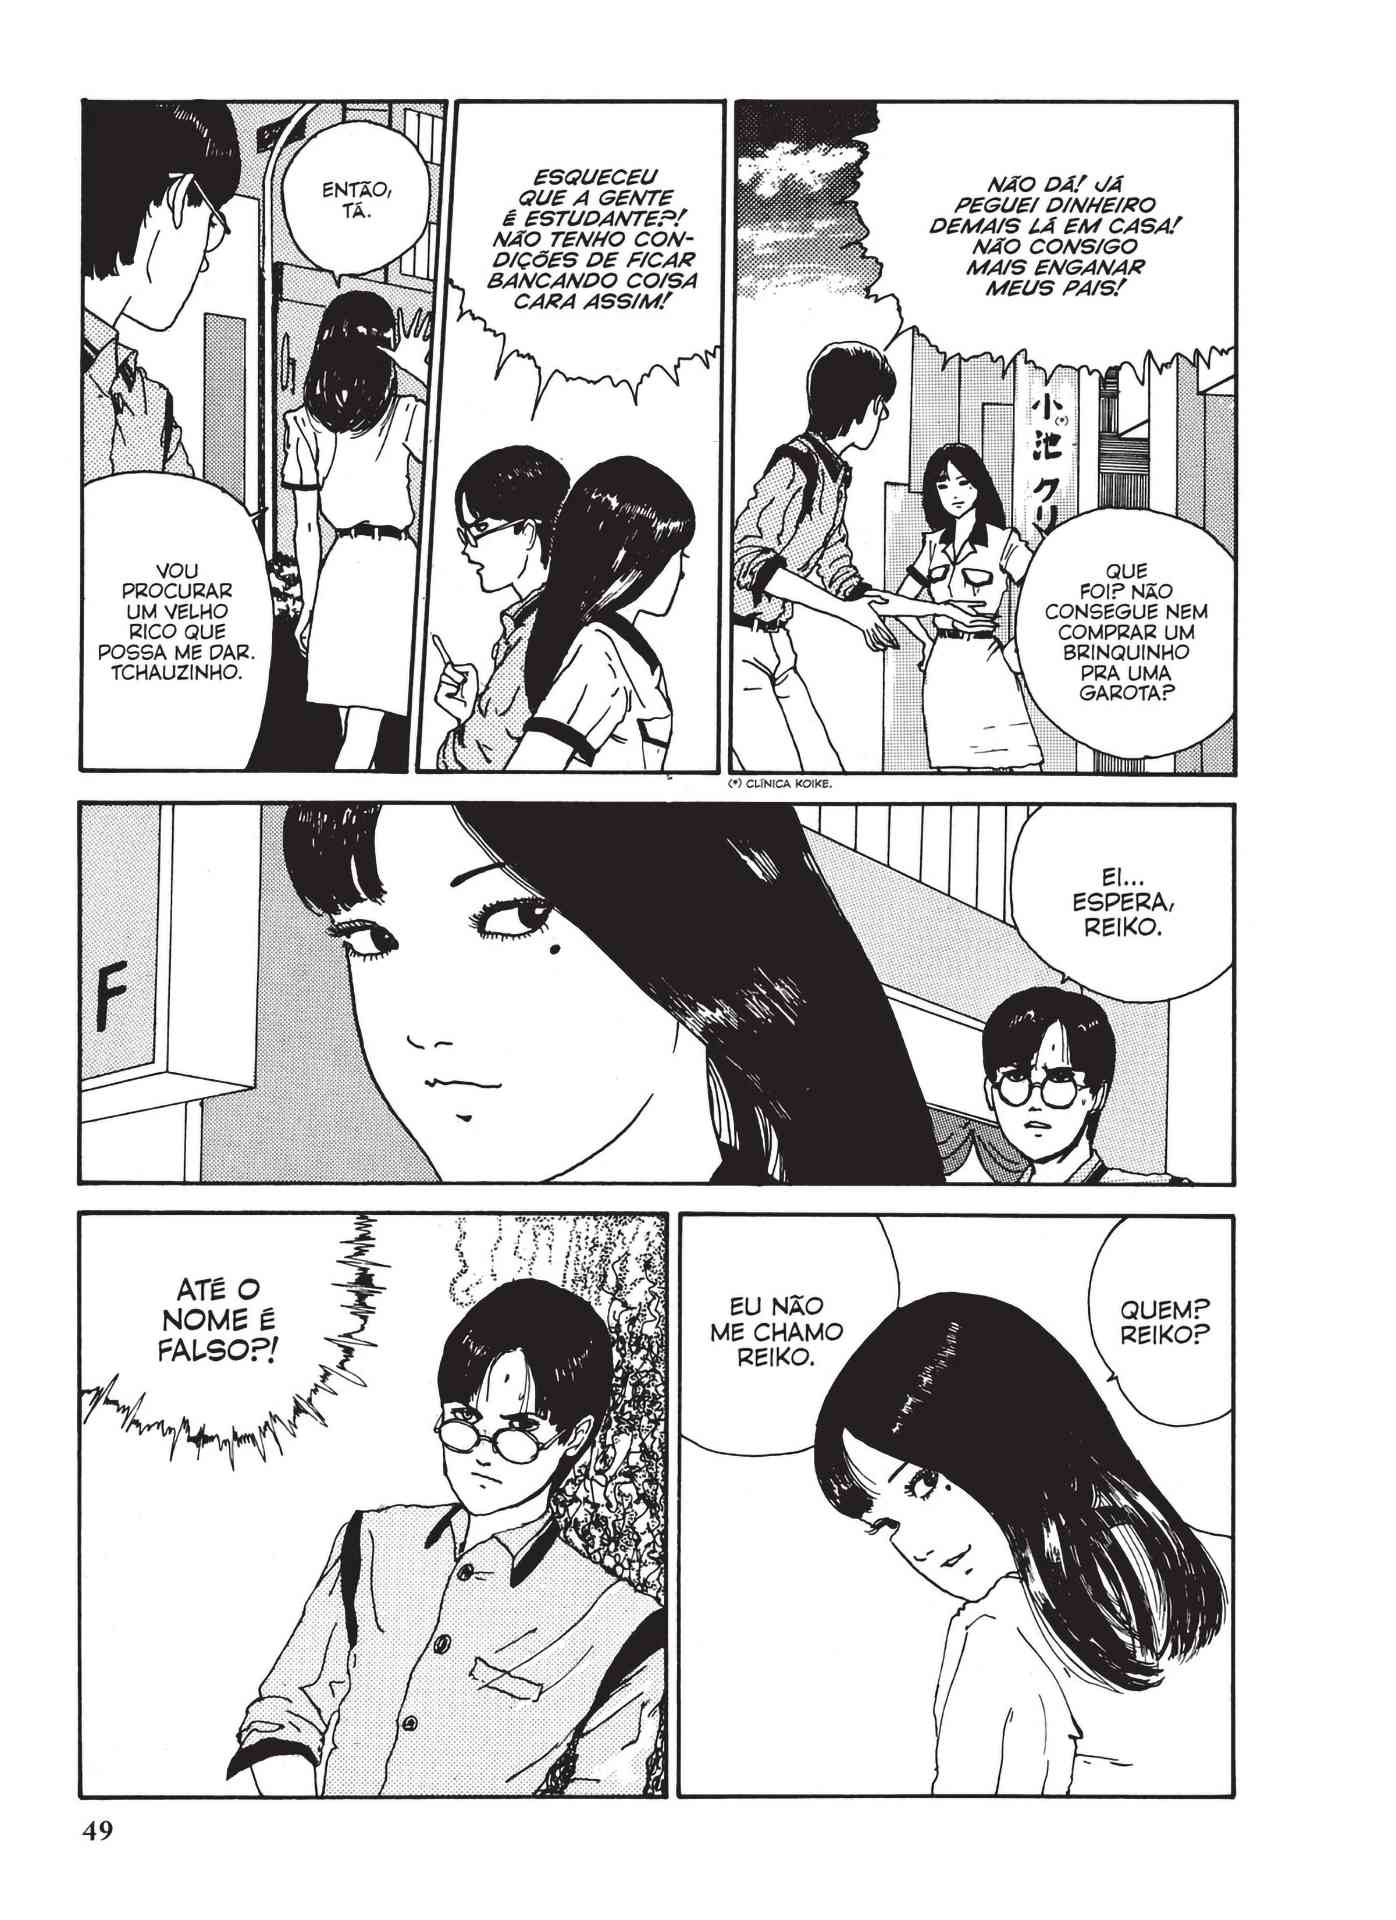 NÃO DÁ! JÁ
PEGUEI DINHEIRO
DEMAIS LÁ EM CASA!
NÃO CONSIGO
MAIS ENGANAR
MEUS PAIS!
小(*)池クリ
QUE
FOI? NÃO
CONSEGUE NEM
COMPRAR UM
BRINQUINHO
PRA UMA
GAROTA?
(*) CLÍNICA KOIKE.
ESQUECEU
QUE A GENTE
É ESTUDANTE?!
NÃO TENHO CON-
DIÇÕES DE FICAR
BANCANDO COISA
CARA ASSIM!
ENTÃO,
TÁ.
VOU
PROCURAR
UM VELHO
RICO QUE
POSSA ME DAR.
TCHAUZINHO.
EI...
ESPERA,
REIKO.
F
QUEM?
REIKO?
EU NÃO
ME CHAMO
REIKO.
ATÉ O
NOME É
FALSO?!
49